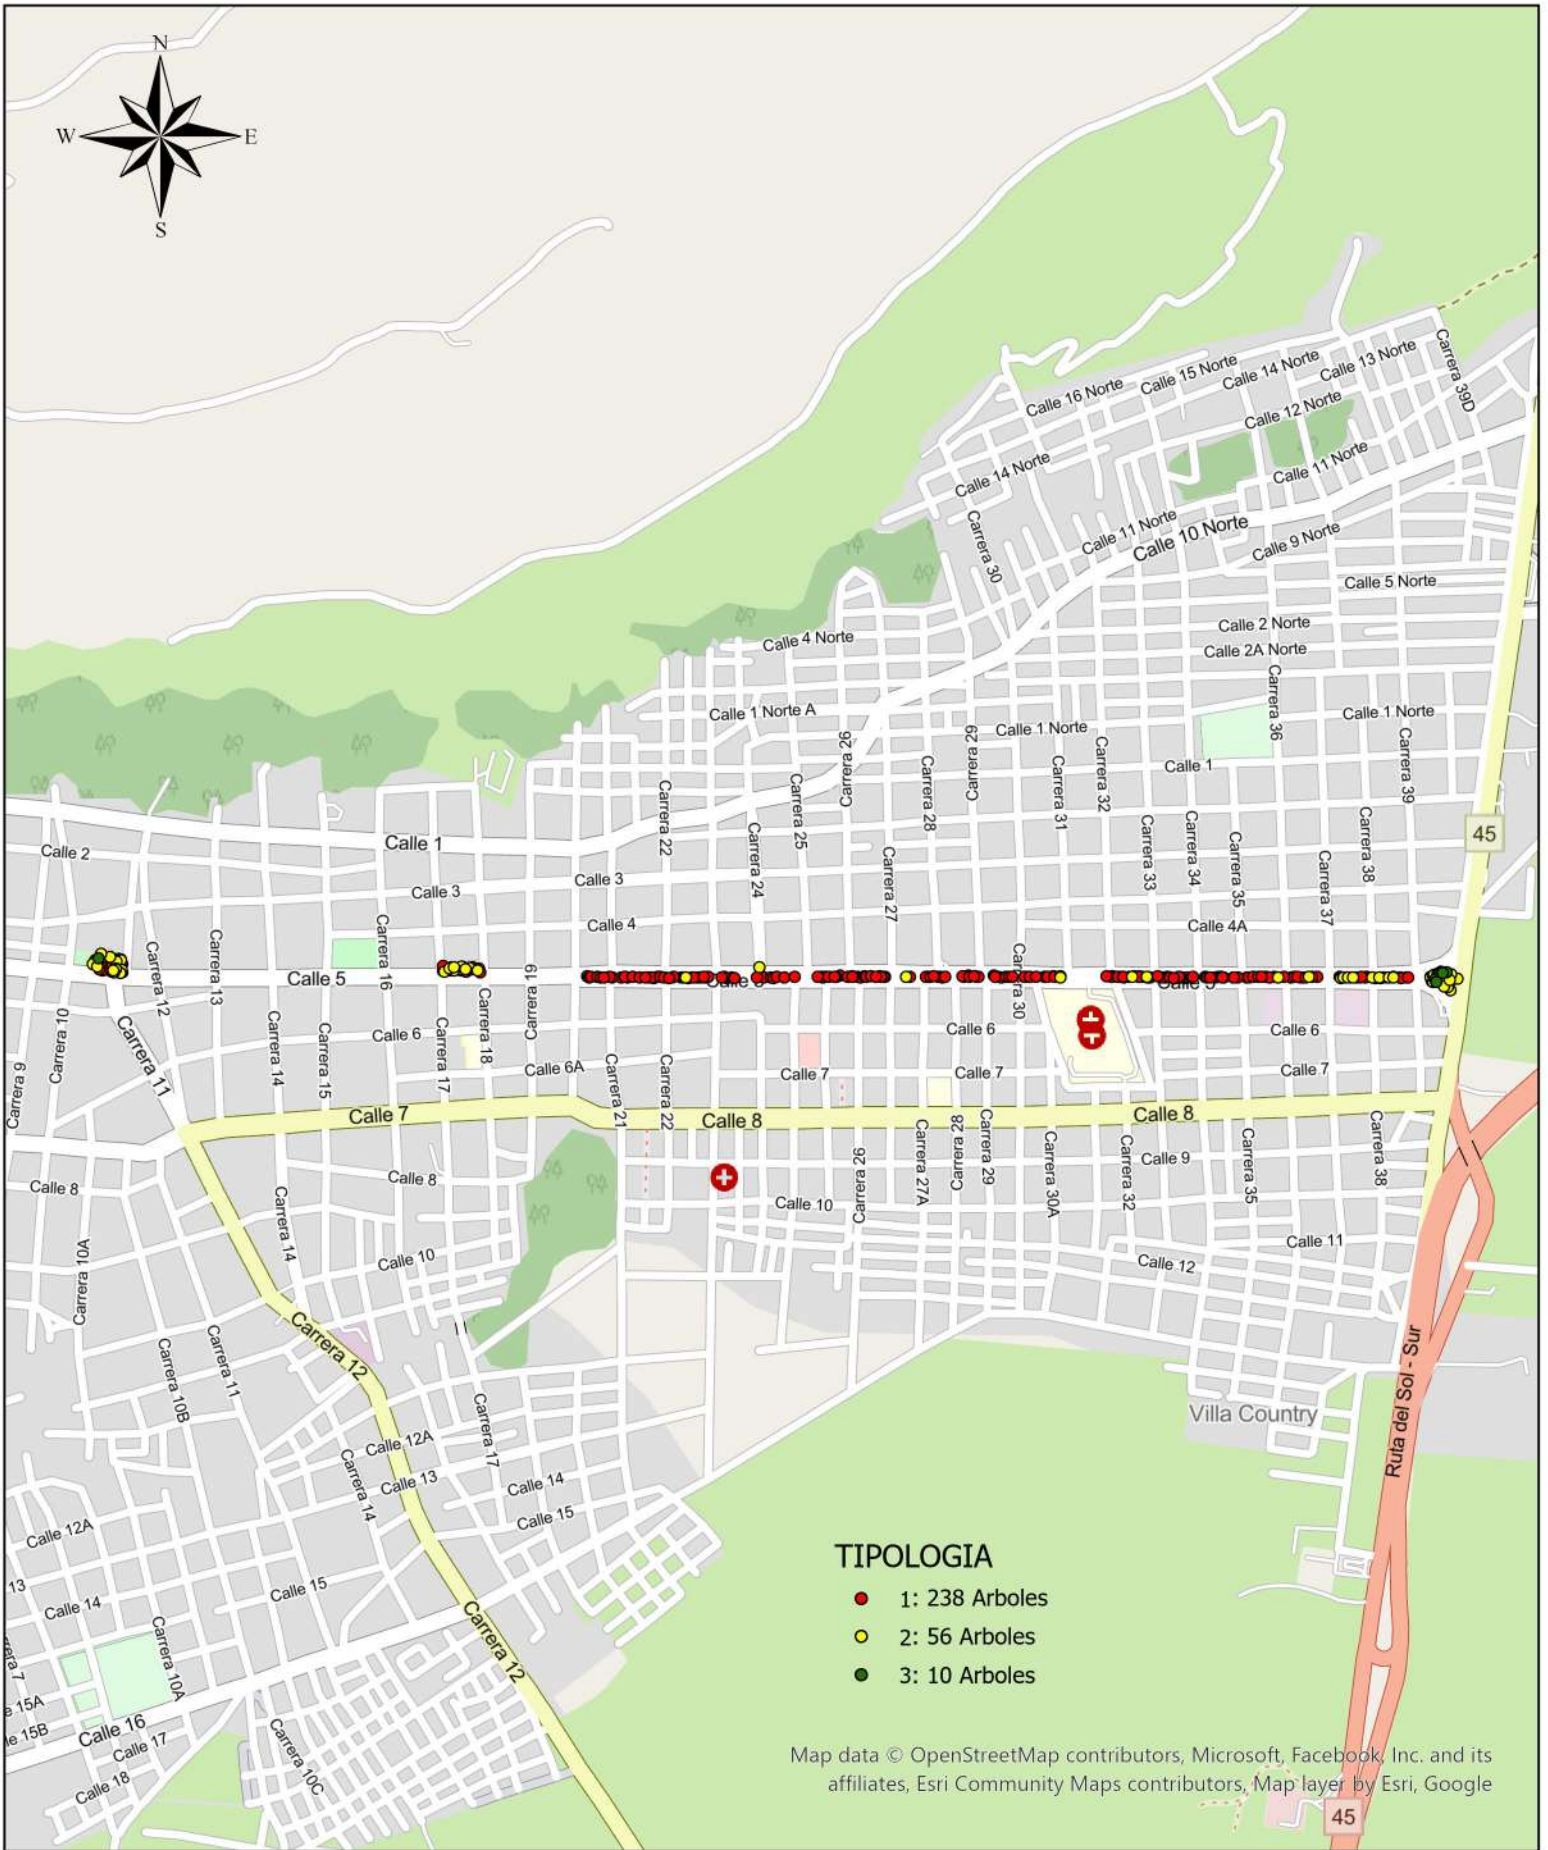 N
W
E
S
Calle 16 Norte
Calle 15 Norte
Calle 14 Norte
Calle 13 Norte
Carrera 39D
Calle 12 Norte
Calle 14 Norte
Calle 11 Norte
Carrera 30
Calle 11 Norte
Calle 10 Norte
Calle 9 Norte
Calle 5 Norte
Calle 4 Norte
Calle 2 Norte
Calle 2A Norte
Carrera 36
Calle 1 Norte A
Calle 1 Norte
Calle 1 Norte
Carrera 26
Carrera 29
Carrera 39
Calle 1
Carrera 28
Carrera 31
Carrera 32
Carrera 22
Carrera 25
Calle 1
Calle 2
Carrera 24
Carrera 27
Carrera 33
Carrera 34
Carrera 35
Carrera 37
Carrera 38
45
Calle 3
Calle 3
Calle 4
Calle 4A
Carrera 12
Carrera 13
Carrera 16
Calle 5
Carrera 18
Carrera 19
Carrera 10
Carrera 9
Carrera 11
Carrera 14
Carrera 15
Calle 6
Carrera 17
Calle 6
Calle 6
Calle 6A
Carrera 21
Carrera 22
Calle 7
Calle 7
Calle 7
Calle 7
Calle 8
Calle 8
Carrera 26
Carrera 27A
Carrera 28
Carrera 29
Carrera 30A
Carrera 32
Calle 9
Carrera 35
Carrera 38
Calle 8
Calle 8
Carrera 14
Calle 10
Calle 10
Calle 11
Calle 12
Carrera 10A
Carrera 12
Carrera 11
Carrera 10B
Carrera 17
Calle 12A
Calle 13
Carrera 14
Calle 14
Calle 15
Villa Country
Ruta del Sol - Sur
Calle 12A
13
Calle 14
Calle 15
Carrera 12
Carrera 10A
15A
15B
Calle 16
Calle 17
Calle 18
Carrera 10C
TIPOLOGIA
1: 238 Arboles
2: 56 Arboles
3: 10 Arboles
Map data © OpenStreetMap contributors, Microsoft, Facebook, Inc. and its
affiliates, Esri Community Maps contributors, Map layer by Esri, Google
45